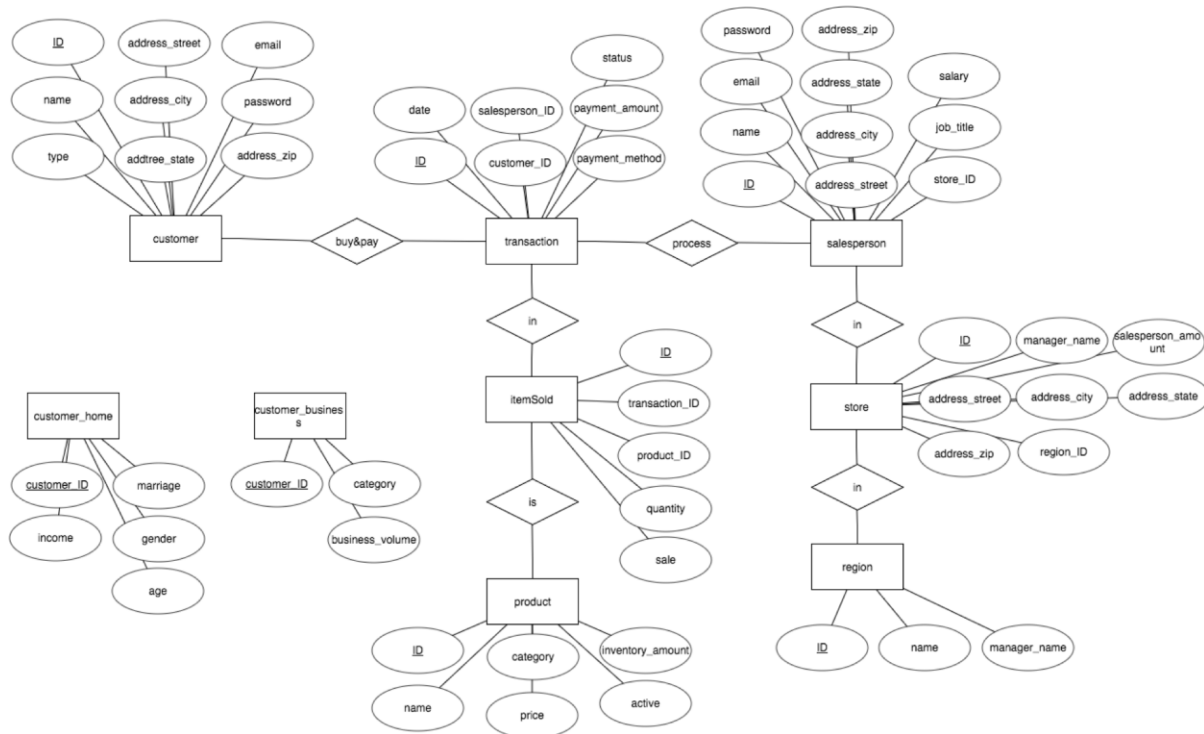 ID
address_street
email
name
address_city
password
type
addtree_state
address_zip
customer
buy&pay
status
date
salesperson_ID
payment_amount
ID
customer_ID
payment_method
transaction
process
password
address_zip
email
address_state
salary
name
address_city
job_title
ID
address_street
store_ID
salesperson
in
in
ID
manager_name
salesperson_amo
unt
store
address_street
address_city
address_state
address_zip
region_ID
customer_home
customer_ID
marriage
income
gender
age
customer_busines
s
customer_ID
category
business_volume
itemSold
ID
transaction_ID
product_ID
quantity
sale
is
in
product
ID
category
inventory_amount
name
price
active
region
ID
name
manager_name